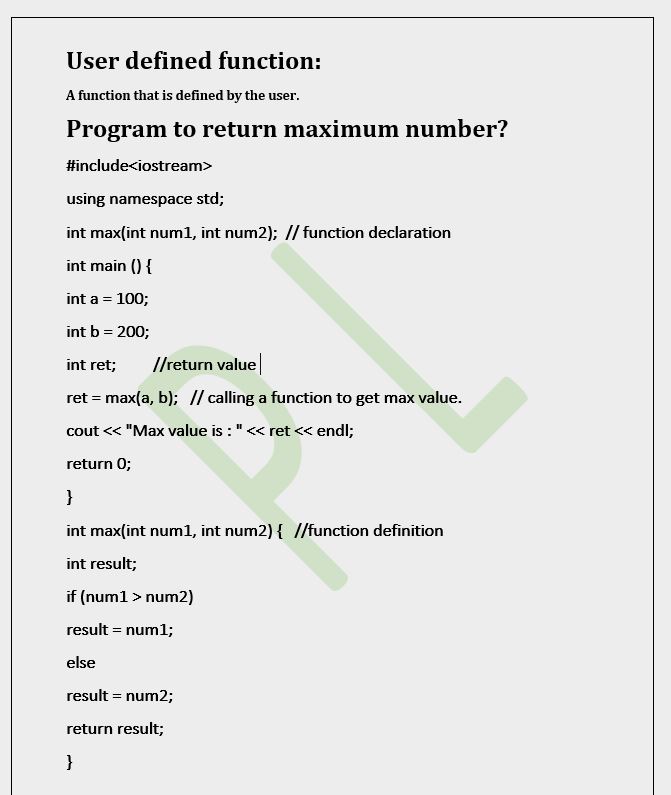 User defined function:
A function that is defined by the user.
Program to return maximum number?
#include<iostream>
using namespace std;
int max(int num1, int num2); // function declaration
int main () {
int a = 100;
int b = 200;
int ret; //return value
ret = max(a, b); // calling a function to get max value.
cout << "Max value is : " << ret << endl;
return 0;
}
int max(int num1, int num2) { //function definition
int result;
if (num1 > num2)
result = num1;
else
result = num2;
return result;
}
PL